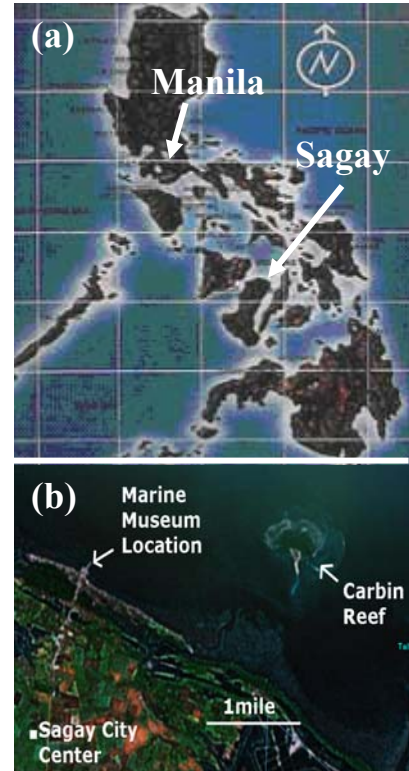 (a)
N
Manila
Sagay
(b)
Marine
Museum
Location
Carbin
Reef
1mile
Sagay City
Center